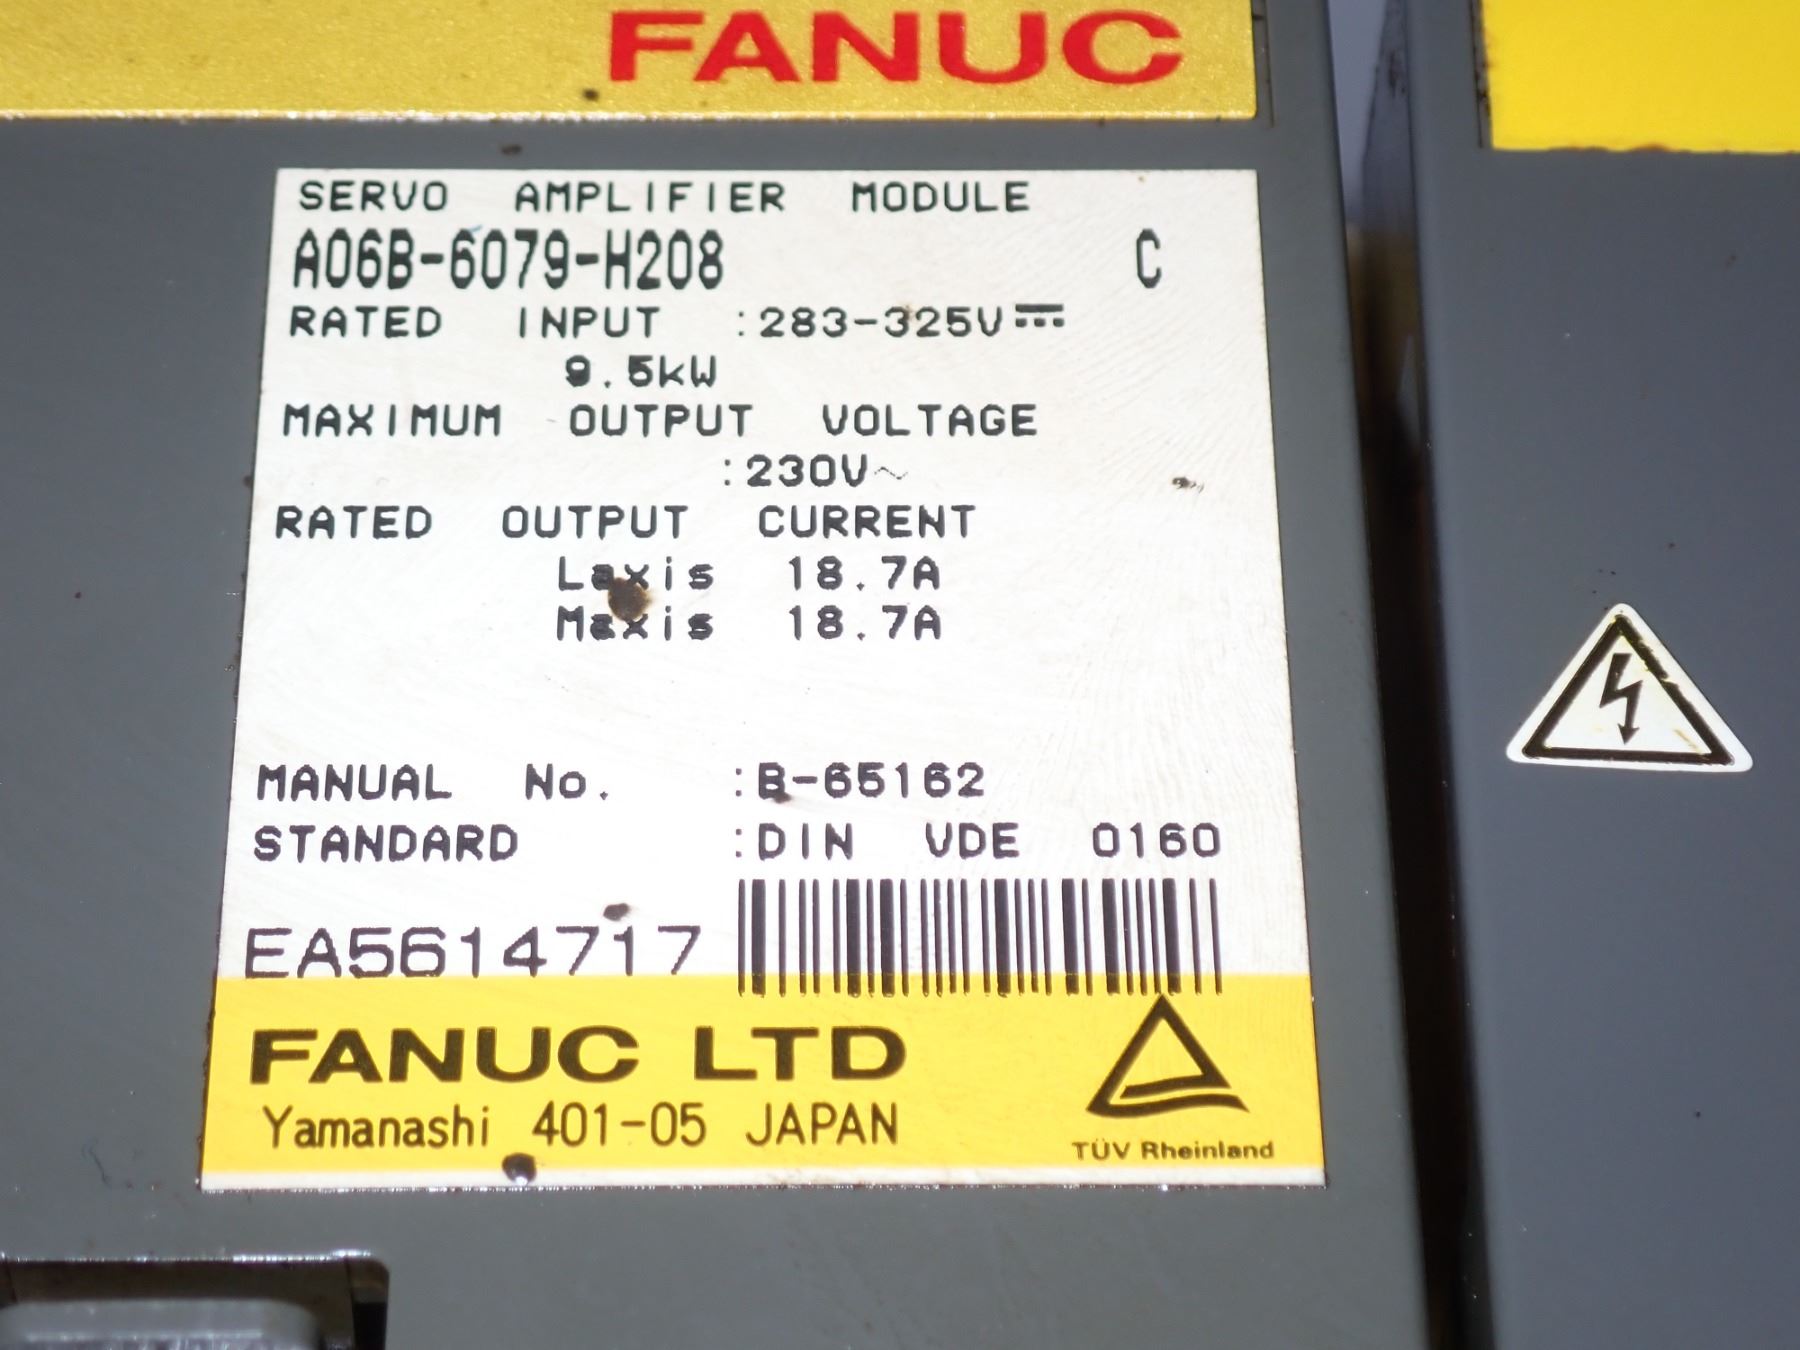 FANUC
SERVO AMPLIFIER MODULE
A06B-6079-H208 C
RATED INPUT :283-325V⎓
9.5kW
MAXIMUM OUTPUT VOLTAGE
:230V~
RATED OUTPUT CURRENT
Laxis 18.7A
Maxis 18.7A
MANUAL No. :B-65162
STANDARD :DIN VDE 0160
EA5614717
FANUC LTD
Yamanashi 401-05 JAPAN
TÜV Rheinland